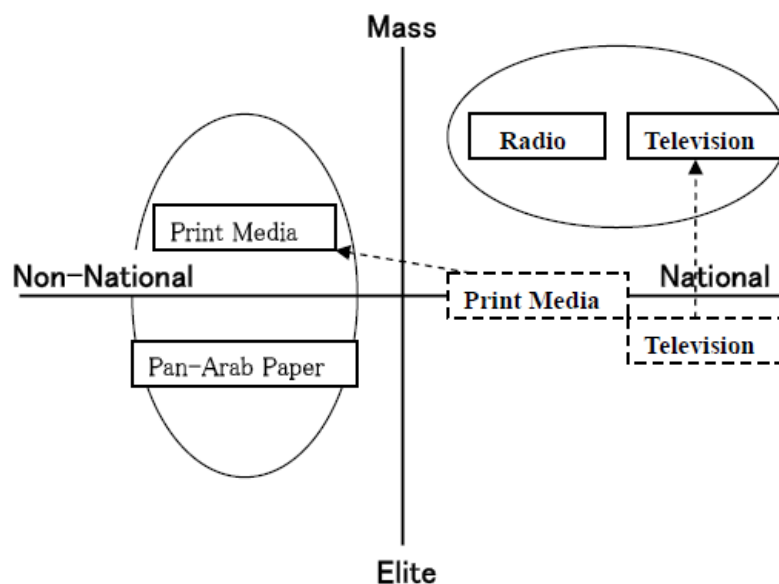 Mass
Radio
Television
Print Media
Non-National
National
Print Media
Television
Pan-Arab Paper
Elite